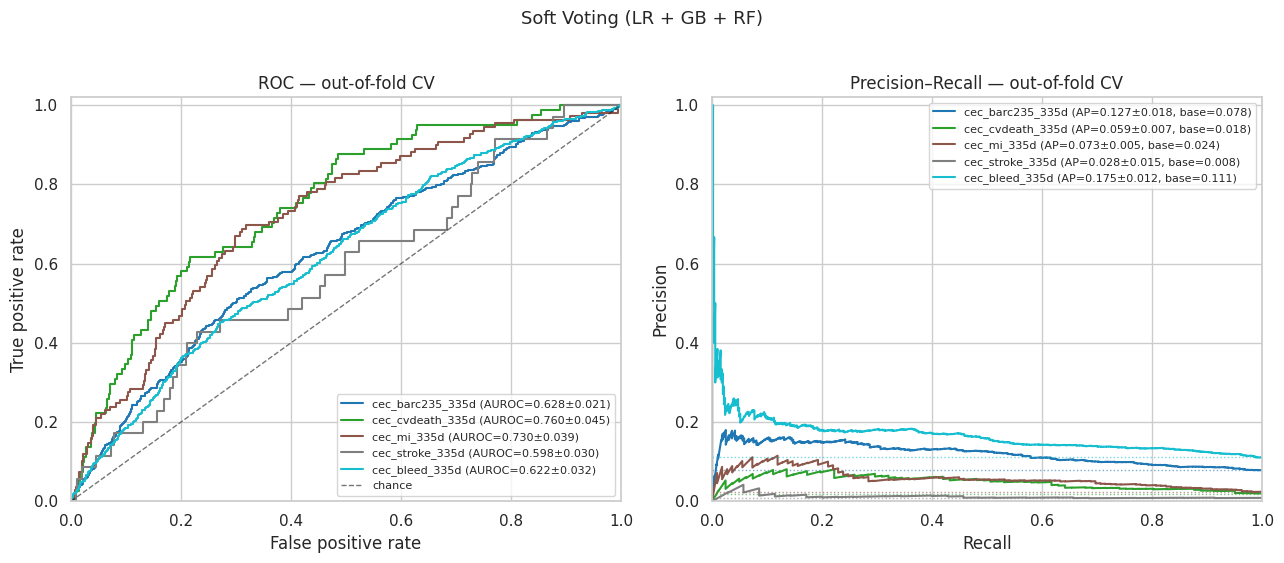 Soft Voting (LR + GB + RF)
ROC — out-of-fold CV
True positive rate
1.0
0.8
0.6
0.4
0.2
0.0
cec_barc235_335d (AUROC=0.628±0.021)
cec_cvdeath_335d (AUROC=0.760±0.045)
cec_mi_335d (AUROC=0.730±0.039)
cec_stroke_335d (AUROC=0.598±0.030)
cec_bleed_335d (AUROC=0.622±0.032)
chance
0.0 0.2 0.4 0.6 0.8 1.0
False positive rate
Precision–Recall — out-of-fold CV
Precision
1.0
0.8
0.6
0.4
0.2
0.0
cec_barc235_335d (AP=0.127±0.018, base=0.078)
cec_cvdeath_335d (AP=0.059±0.007, base=0.018)
cec_mi_335d (AP=0.073±0.005, base=0.024)
cec_stroke_335d (AP=0.028±0.015, base=0.008)
cec_bleed_335d (AP=0.175±0.012, base=0.111)
0.0 0.2 0.4 0.6 0.8 1.0
Recall